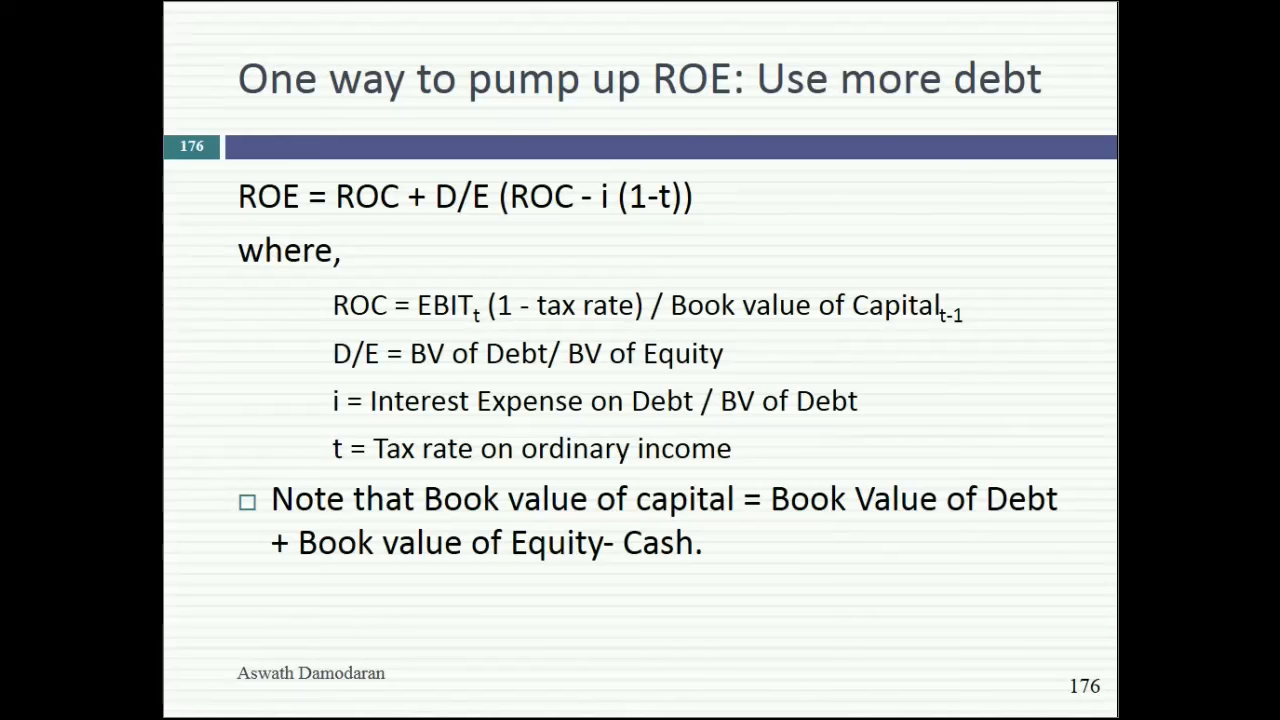 One way to pump up ROE: Use more debt
176
ROE = ROC + D/E (ROC - i (1-t))
where,
ROC = EBITt (1 - tax rate) / Book value of Capitalt-1
D/E = BV of Debt/ BV of Equity
i = Interest Expense on Debt / BV of Debt
t = Tax rate on ordinary income
Note that Book value of capital = Book Value of Debt
+ Book value of Equity- Cash.
Aswath Damodaran
176